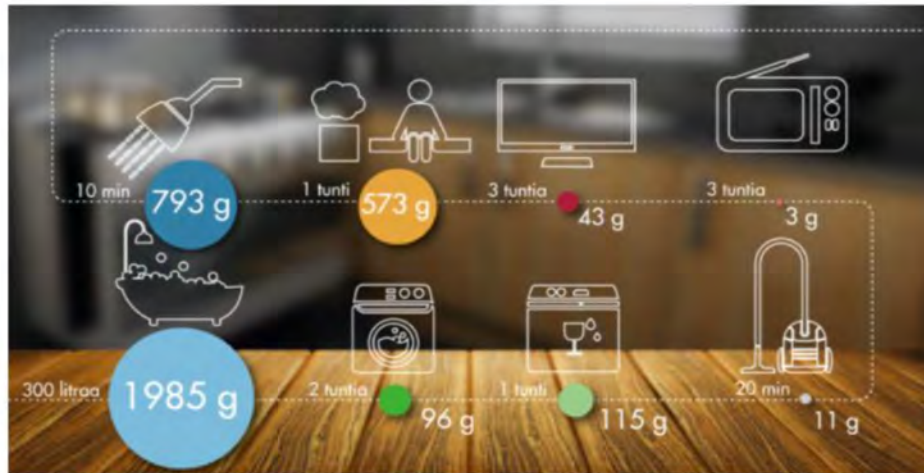 10 min
793 g
1 tunti
573 g
3 tuntia
43 g
3 tuntia
3 g
300 litraa
1985 g
2 tuntia
96 g
1 tunti
115 g
20 min
11 g